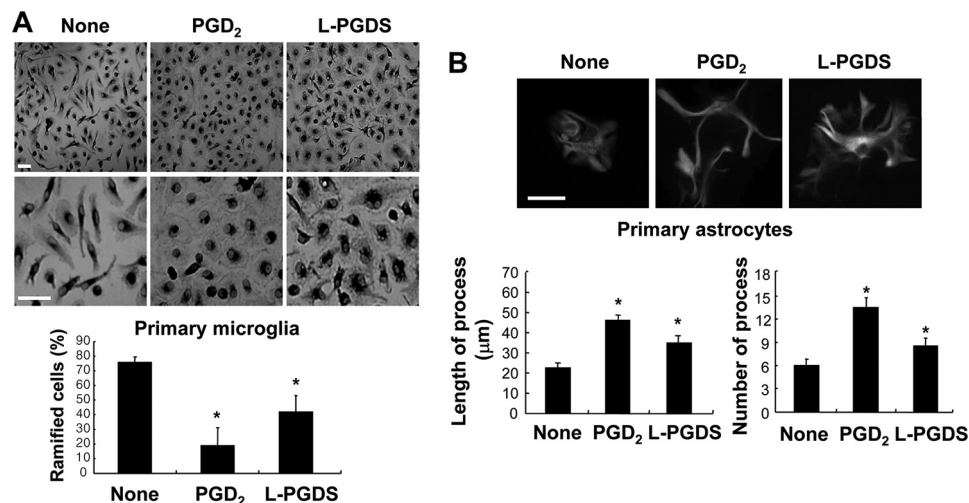 A
None PGD₂ L-PGDS
Primary microglia
Ramified cells (%)
90
80
70
60
50
40
30
20
10
0
*
*
None PGD₂ L-PGDS
B
None PGD₂ L-PGDS
Primary astrocytes
Length of process
(μm)
70
60
50
40
30
20
10
0
*
*
None PGD₂ L-PGDS
Number of process
18
15
12
9
6
3
0
*
*
None PGD₂ L-PGDS